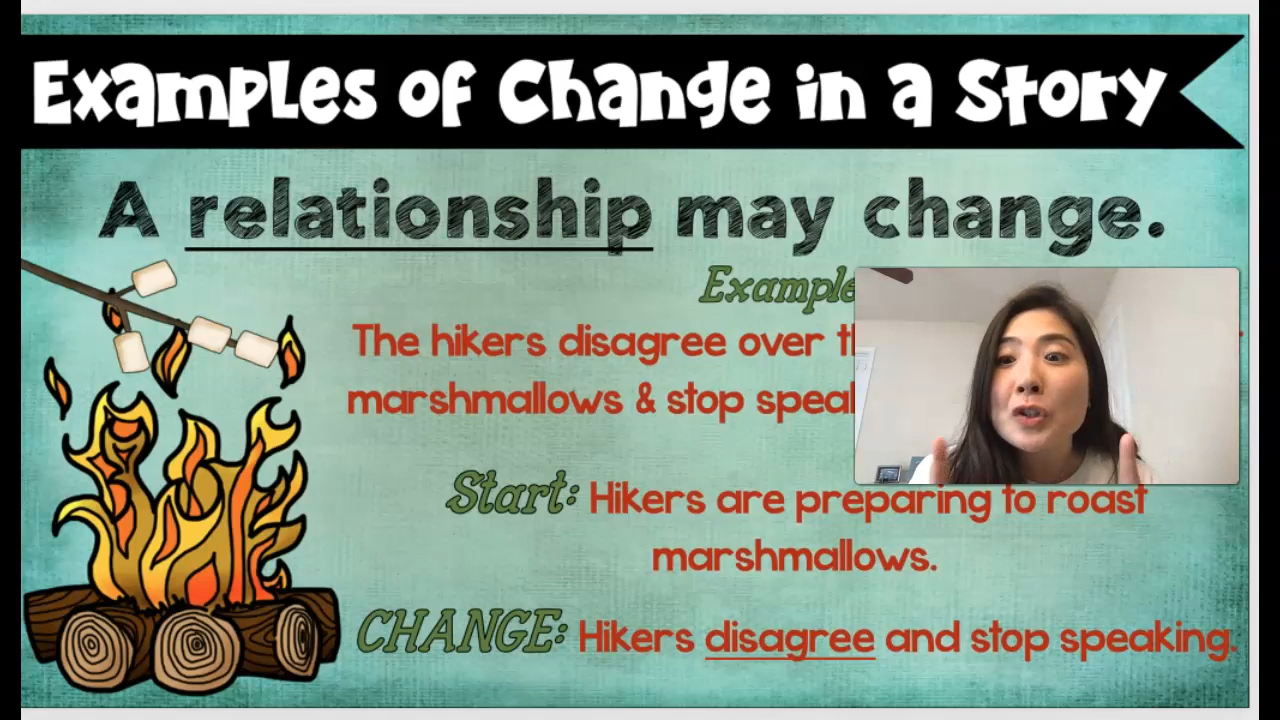 Examples of Change in a Story
A relationship may change.
Example
The hikers disagree over
marshmallows & stop
Start: Hikers are preparing to roast
marshmallows.
CHANGE: Hikers disagree and stop speaking.